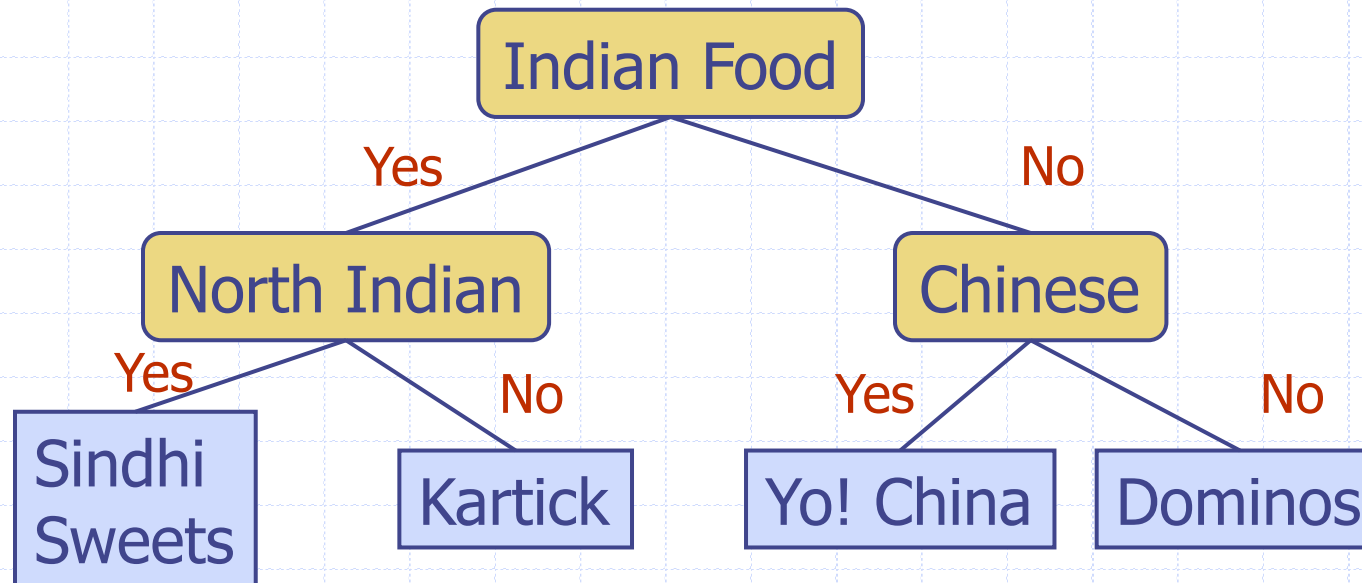 Indian Food
Yes
No
North Indian
Chinese
Yes
No
Yes
No
Sindhi
Sweets
Kartick
Yo! China
Dominos